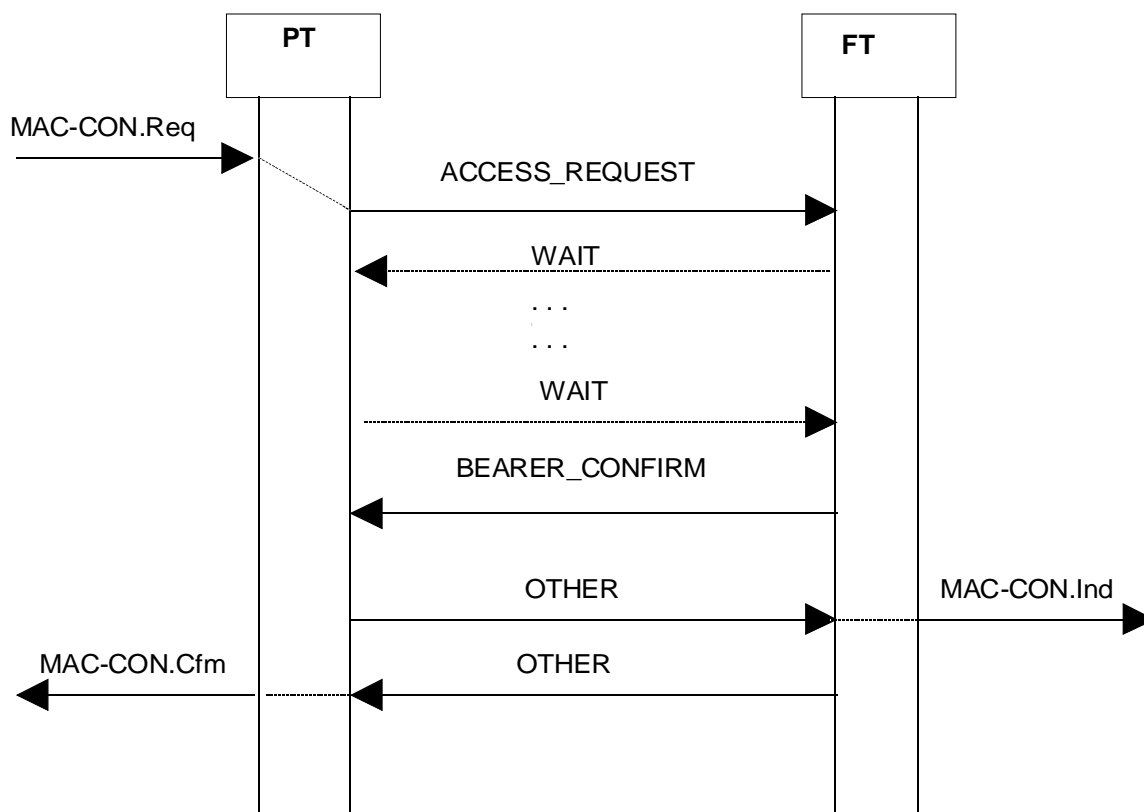 PT
FT
MAC-CON.Req
ACCESS_REQUEST
WAIT
. . .
. . .
WAIT
BEARER_CONFIRM
OTHER
MAC-CON.Ind
MAC-CON.Cfm
OTHER